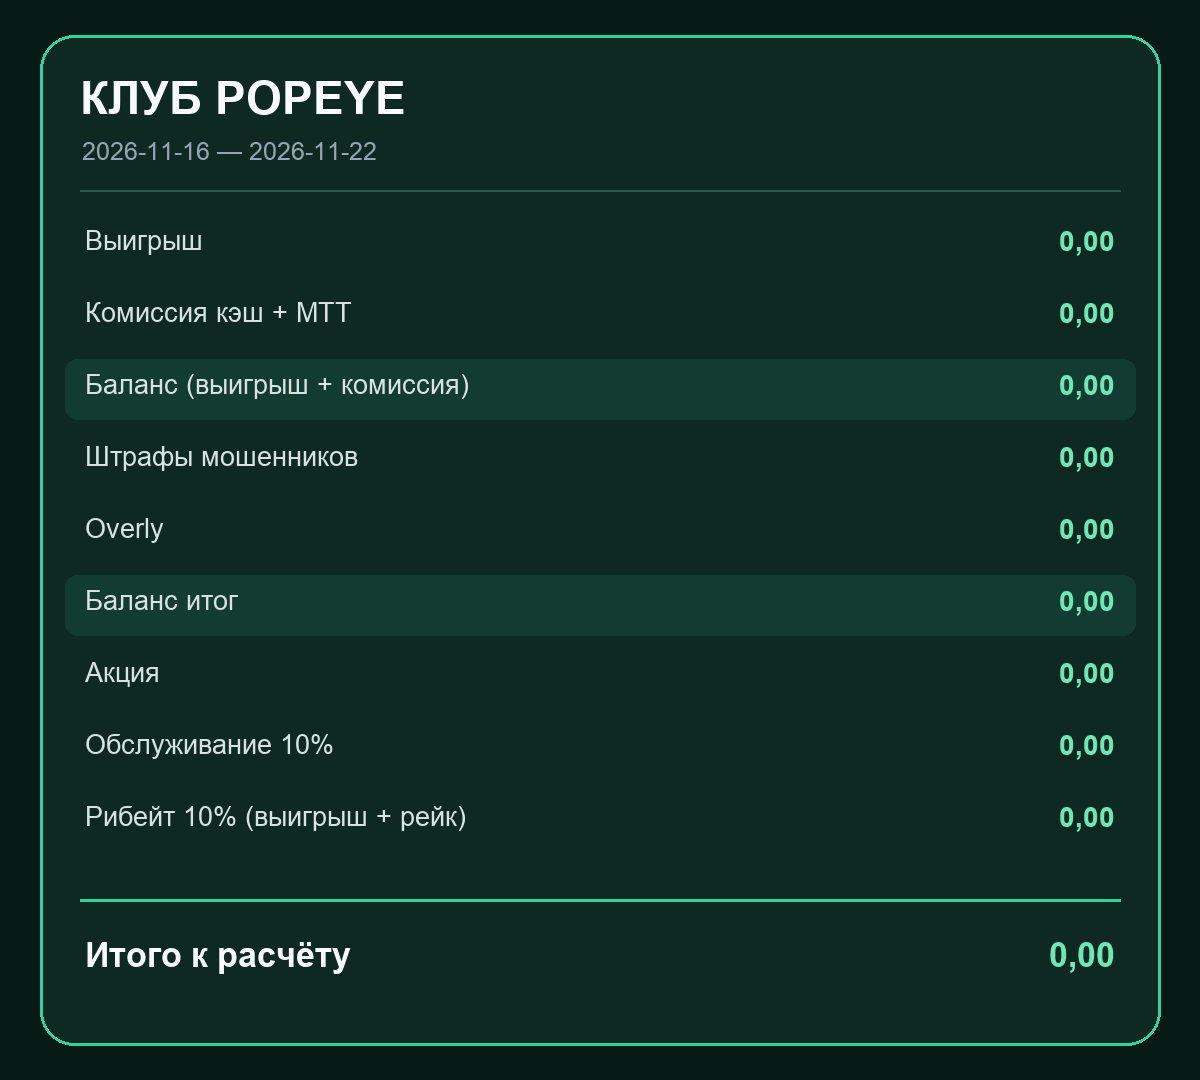 КЛУБ POPEYE
2026-11-16 — 2026-11-22
Выигрыш 0,00
Комиссия кэш + МТТ 0,00
Баланс (выигрыш + комиссия) 0,00
Штрафы мошенников 0,00
Overly 0,00
Баланс итог 0,00
Акция 0,00
Обслуживание 10% 0,00
Рибейт 10% (выигрыш + рейк) 0,00
Итого к расчёту 0,00